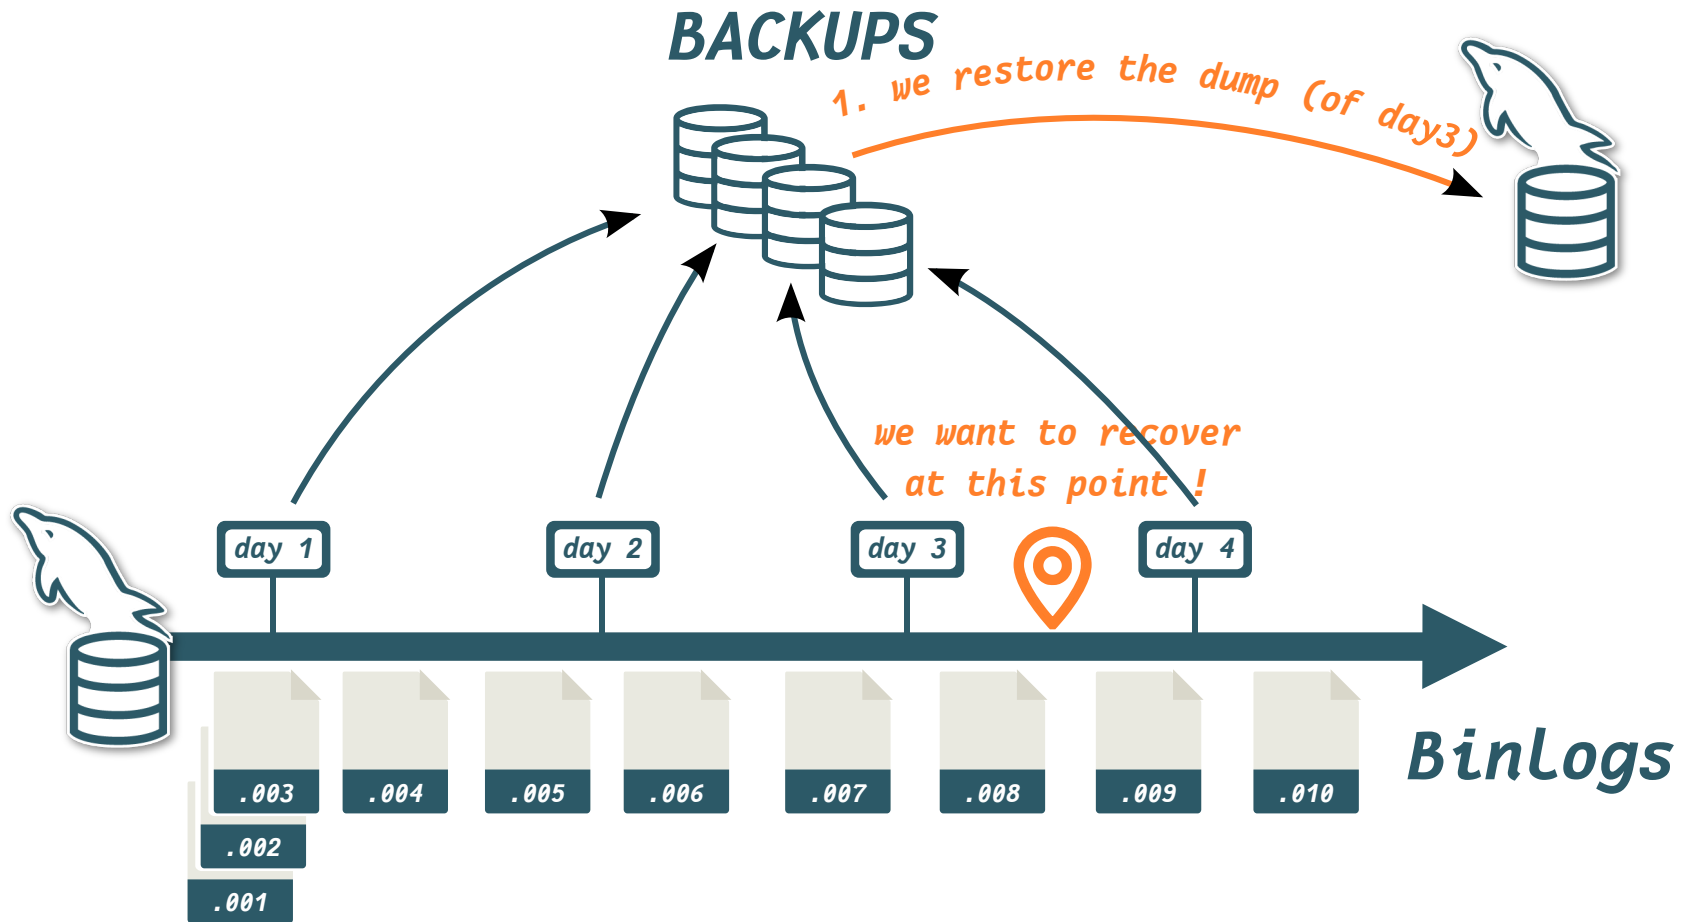 BACKUPS
1. we restore the dump (of day3)
we want to recover
at this point !
day 1
day 2
day 3
day 4
.003
.004
.005
.006
.007
.008
.009
.010
Binlogs
.002
.001